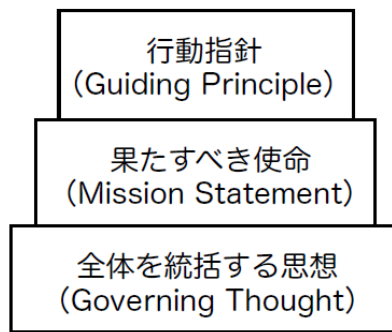 行動指針
（Guiding Principle）
果たすべき使命
（Mission Statement）
全体を統括する思想
（Governing Thought）